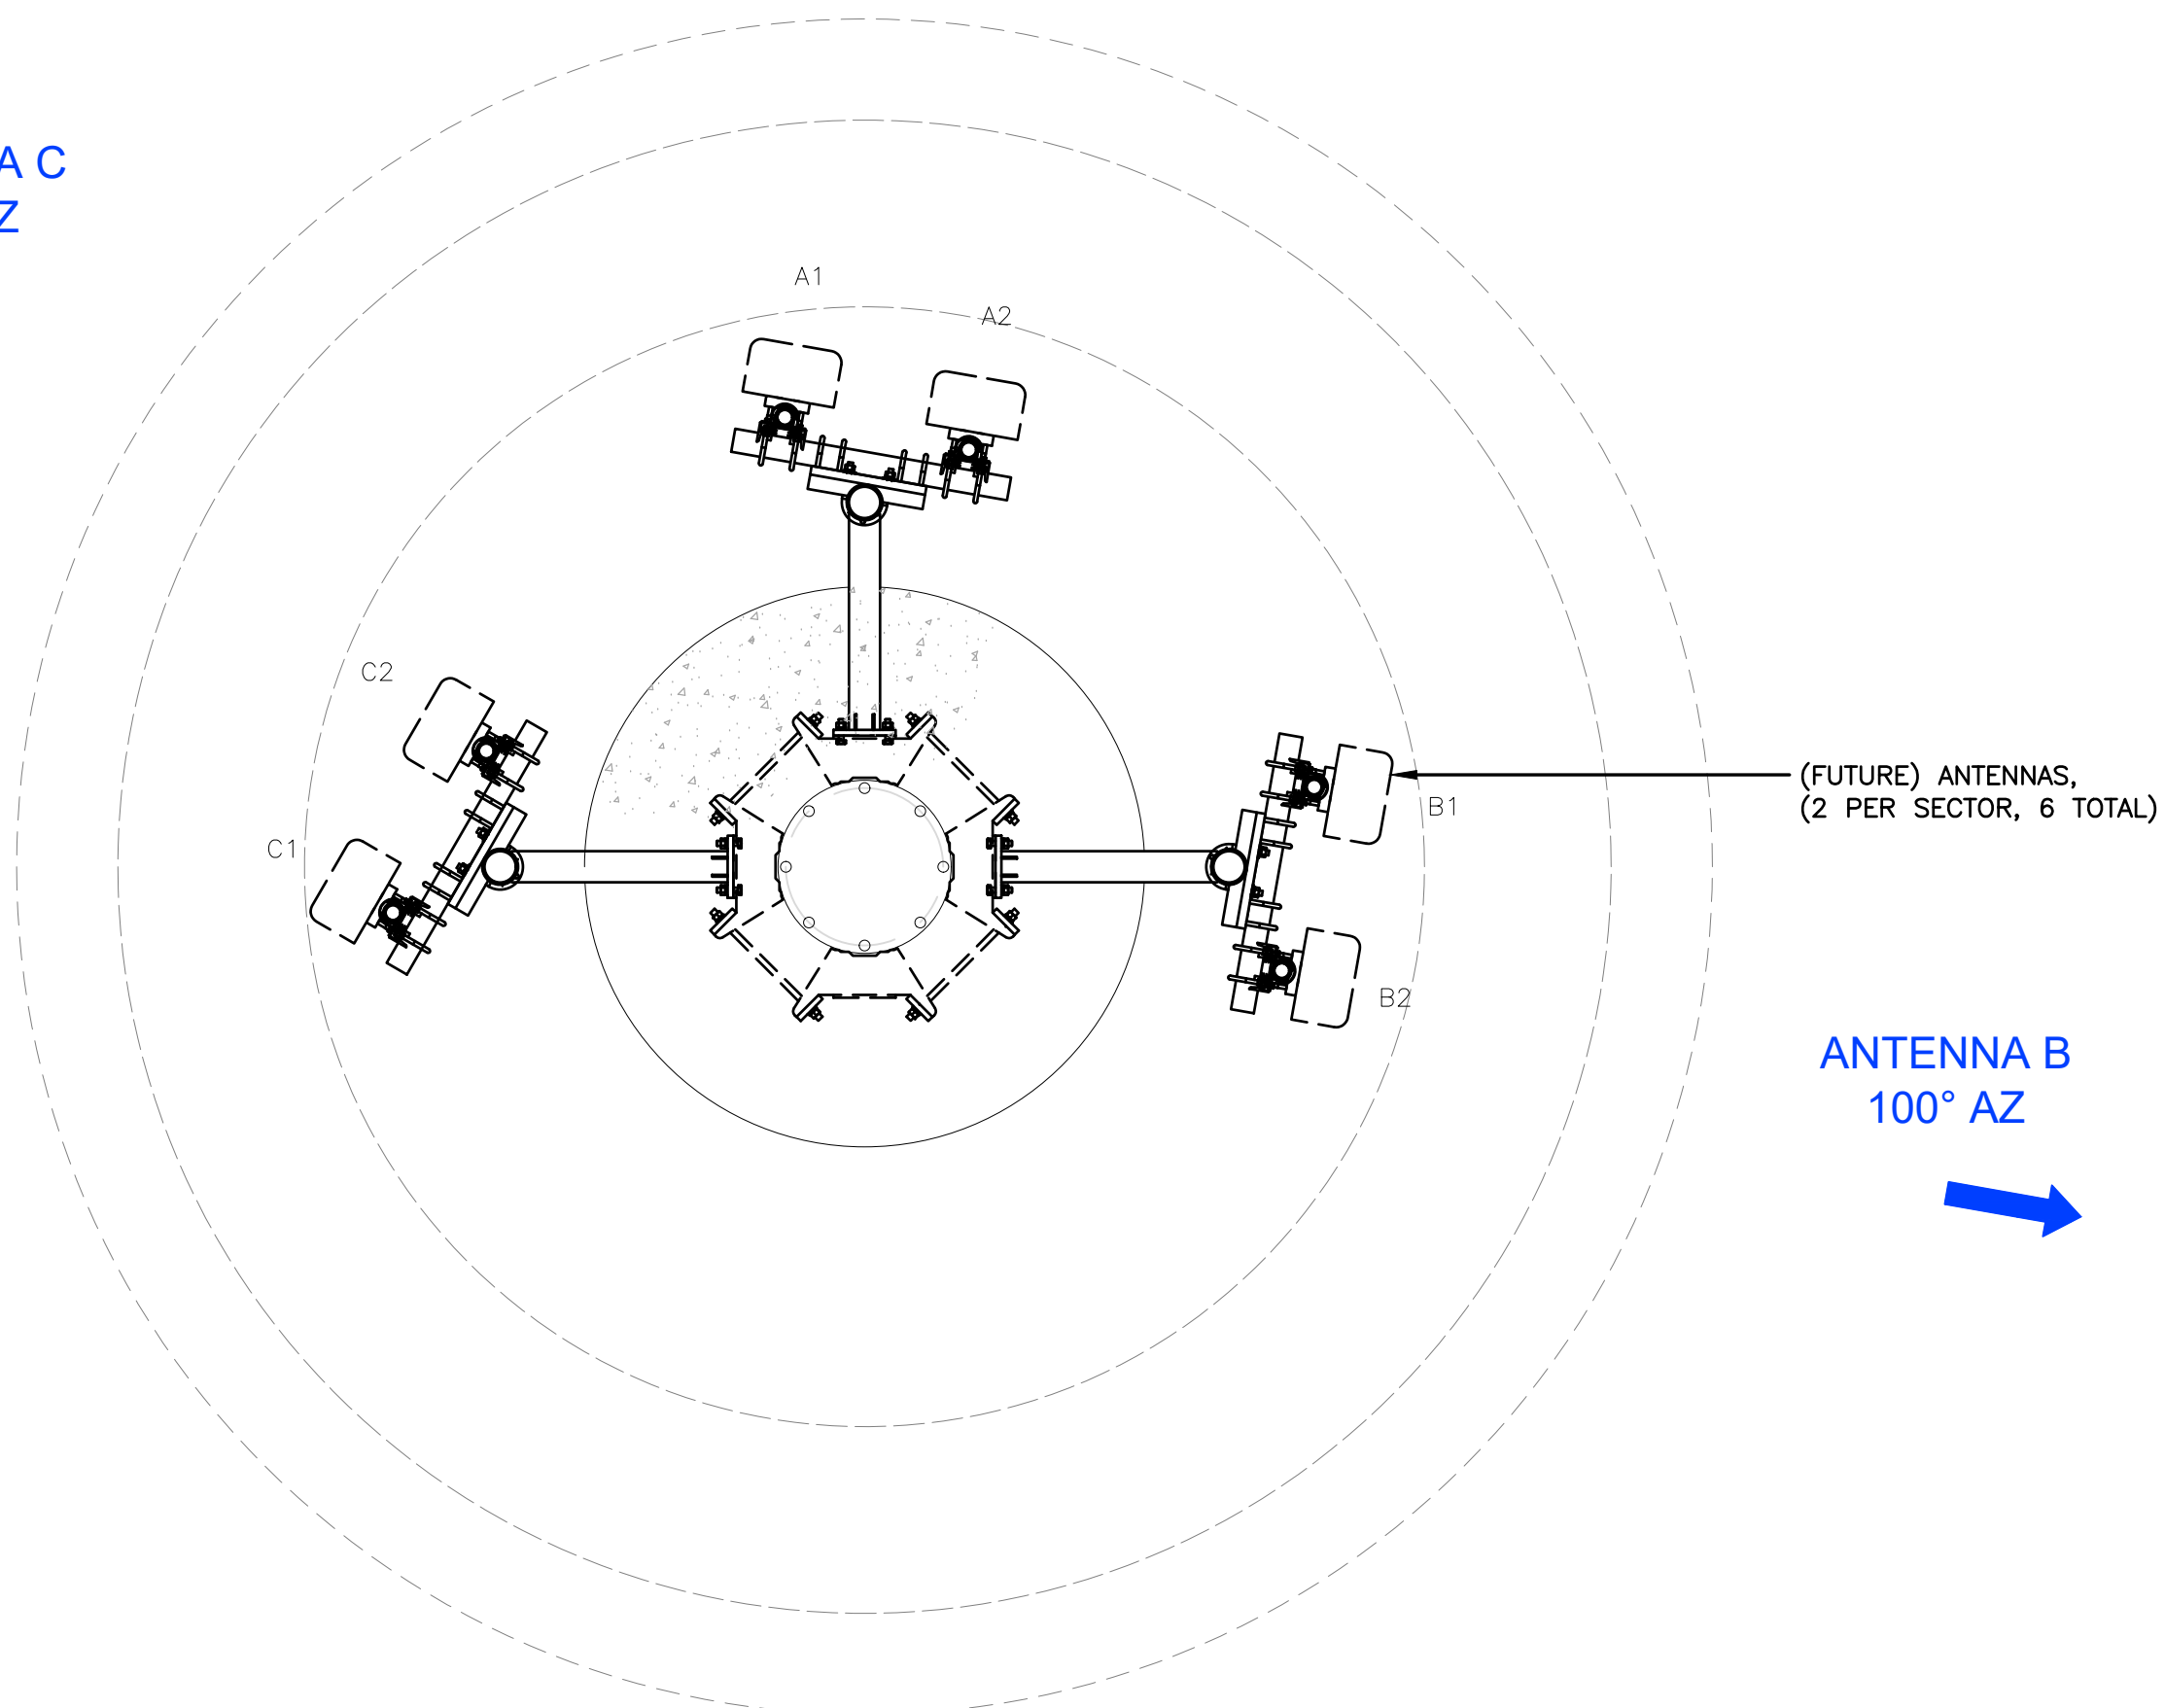 A C
Z
A1
A2
C2
C1
(FUTURE) ANTENNAS,
(2 PER SECTOR, 6 TOTAL)
B1
B2
ANTENNA B
100° AZ